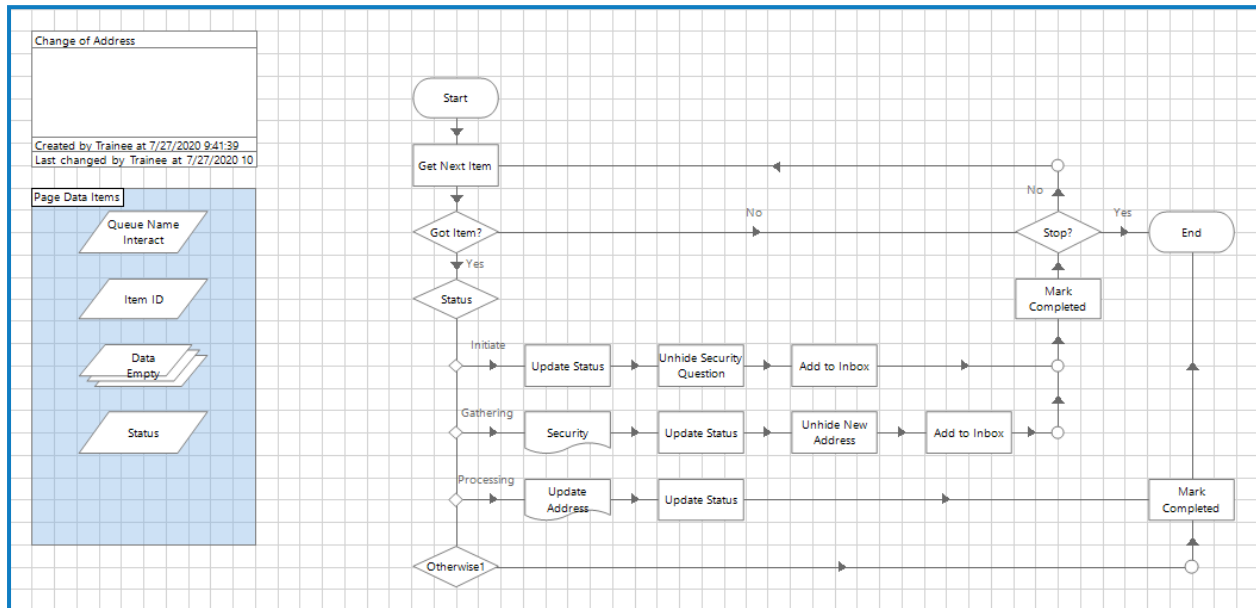 Change of Address
Created by Trainee at 7/27/2020 9:41:39
Last changed by Trainee at 7/27/2020 10
Page Data Items
Queue Name
Interact
Item ID
Data
Empty
Status
Start
Get Next Item
Got Item?
No
Yes
Status
No
Stop?
Yes
End
Mark
Completed
Initiate
Update Status
Unhide Security
Question
Add to Inbox
Gathering
Security
Update Status
Unhide New
Address
Add to Inbox
Processing
Update
Address
Update Status
Mark
Completed
Otherwise1